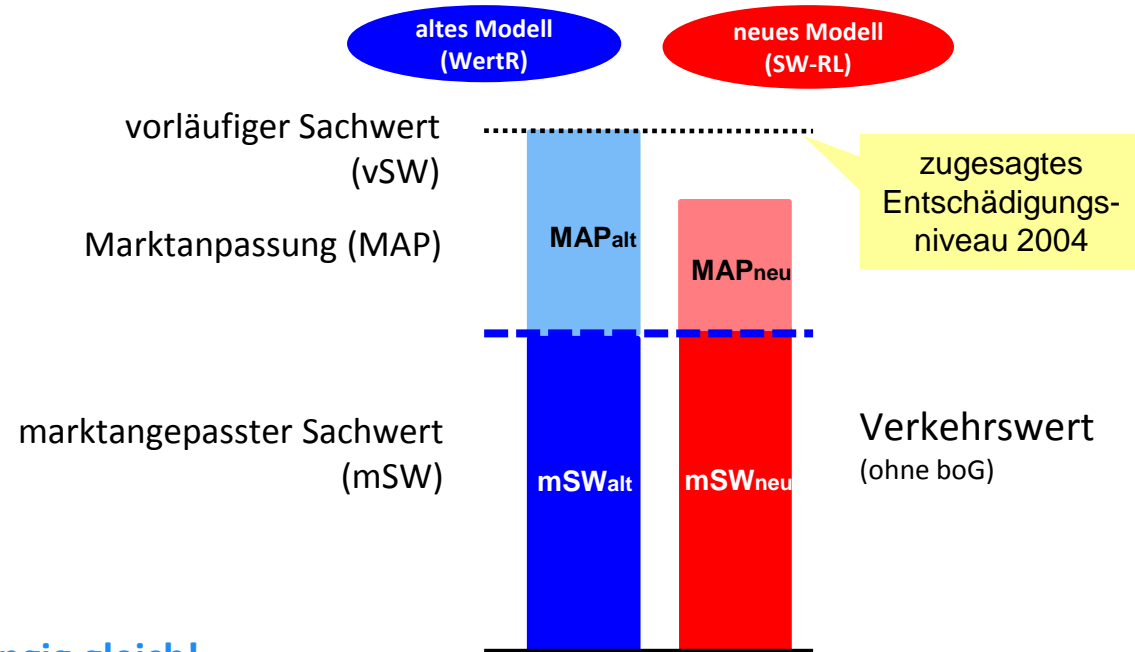 altes Modell
(WertR)
neues Modell
(SW-RL)
vorläufiger Sachwert
(vSW)
zugesagtes
Entschädigungs-
niveau 2004
Marktanpassung (MAP)
MAPalt
MAPneu
marktangepasster Sachwert
(mSW)
mSWalt
mSWneu
Verkehrswert
(ohne boG)
gleich!